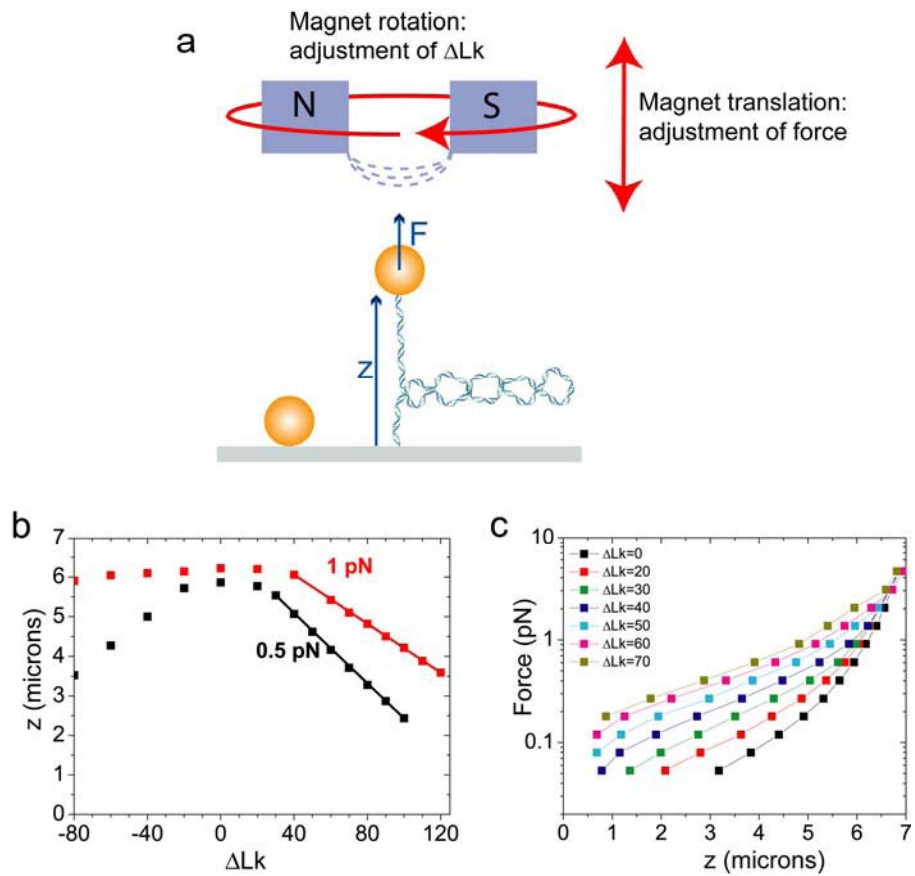 a
Magnet rotation:
adjustment of ΔLk
N
S
Magnet translation:
adjustment of force
F
z
b
7
6
5
4
3
2
1
0
z (microns)
1 pN
0.5 pN
-80
-40
0
40
80
120
ΔLk
c
10
1
0.1
Force (pN)
ΔLk=0
ΔLk=20
ΔLk=30
ΔLk=40
ΔLk=50
ΔLk=60
ΔLk=70
0
1
2
3
4
5
6
7
z (microns)